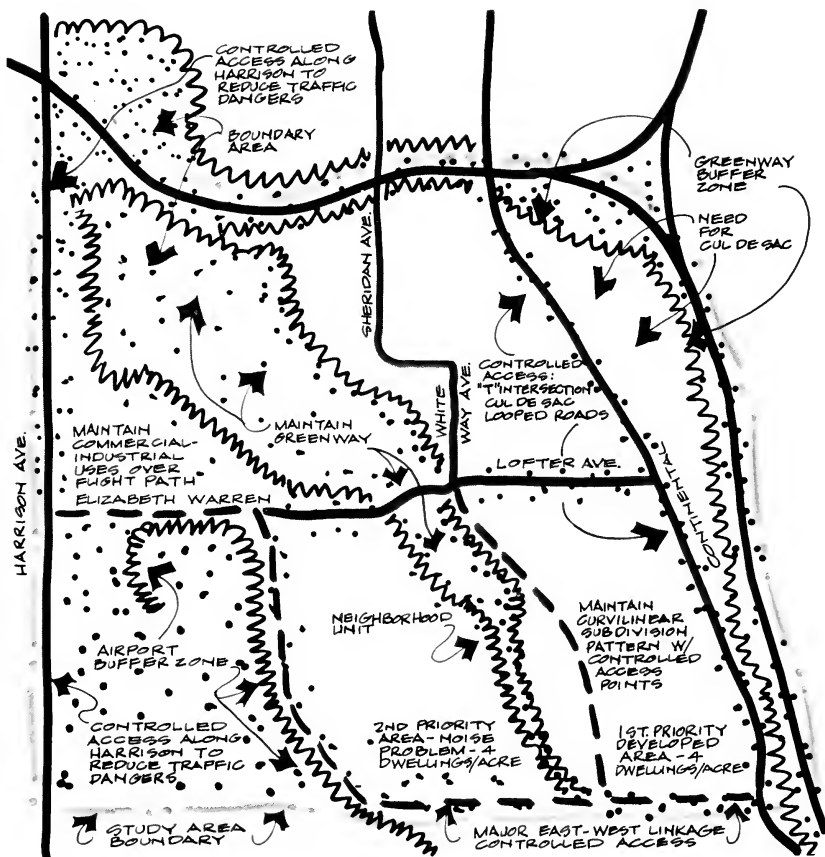 CONTROLLED
ACCESS ALONG
HARRISON TO
REDUCE TRAFFIC
DANGERS
BOUNDARY
AREA
GREENWAY
BUFFER
ZONE
NEED
FOR
CUL DE SAC
SHERIDAN AVE.
WHITE
WAY AVE.
CONTROLLED
ACCESS:
"T" INTERSECTION
CUL DE SAC
LOOPED ROADS
MAINTAIN
GREENWAY
MAINTAIN
COMMERCIAL-
INDUSTRIAL
USES OVER
FLIGHT PATH
ELIZABETH WARREN
LOFTER AVE.
HARRISON AVE.
CONTINENTAL
NEIGHBORHOOD
UNIT
MAINTAIN
CURVILINEAR
SUBDIVISION
PATTERN W/
CONTROLLED
ACCESS
POINTS
AIRPORT
BUFFER ZONE
CONTROLLED
ACCESS ALONG
HARRISON TO
REDUCE TRAFFIC
DANGERS
2ND PRIORITY
AREA-NOISE
PROBLEM-4
DWELLINGS/ACRE
1ST. PRIORITY
DEVELOPED
AREA-4
DWELLINGS/ACRE
STUDY AREA
BOUNDARY
MAJOR EAST-WEST LINKAGE
CONTROLLED ACCESS